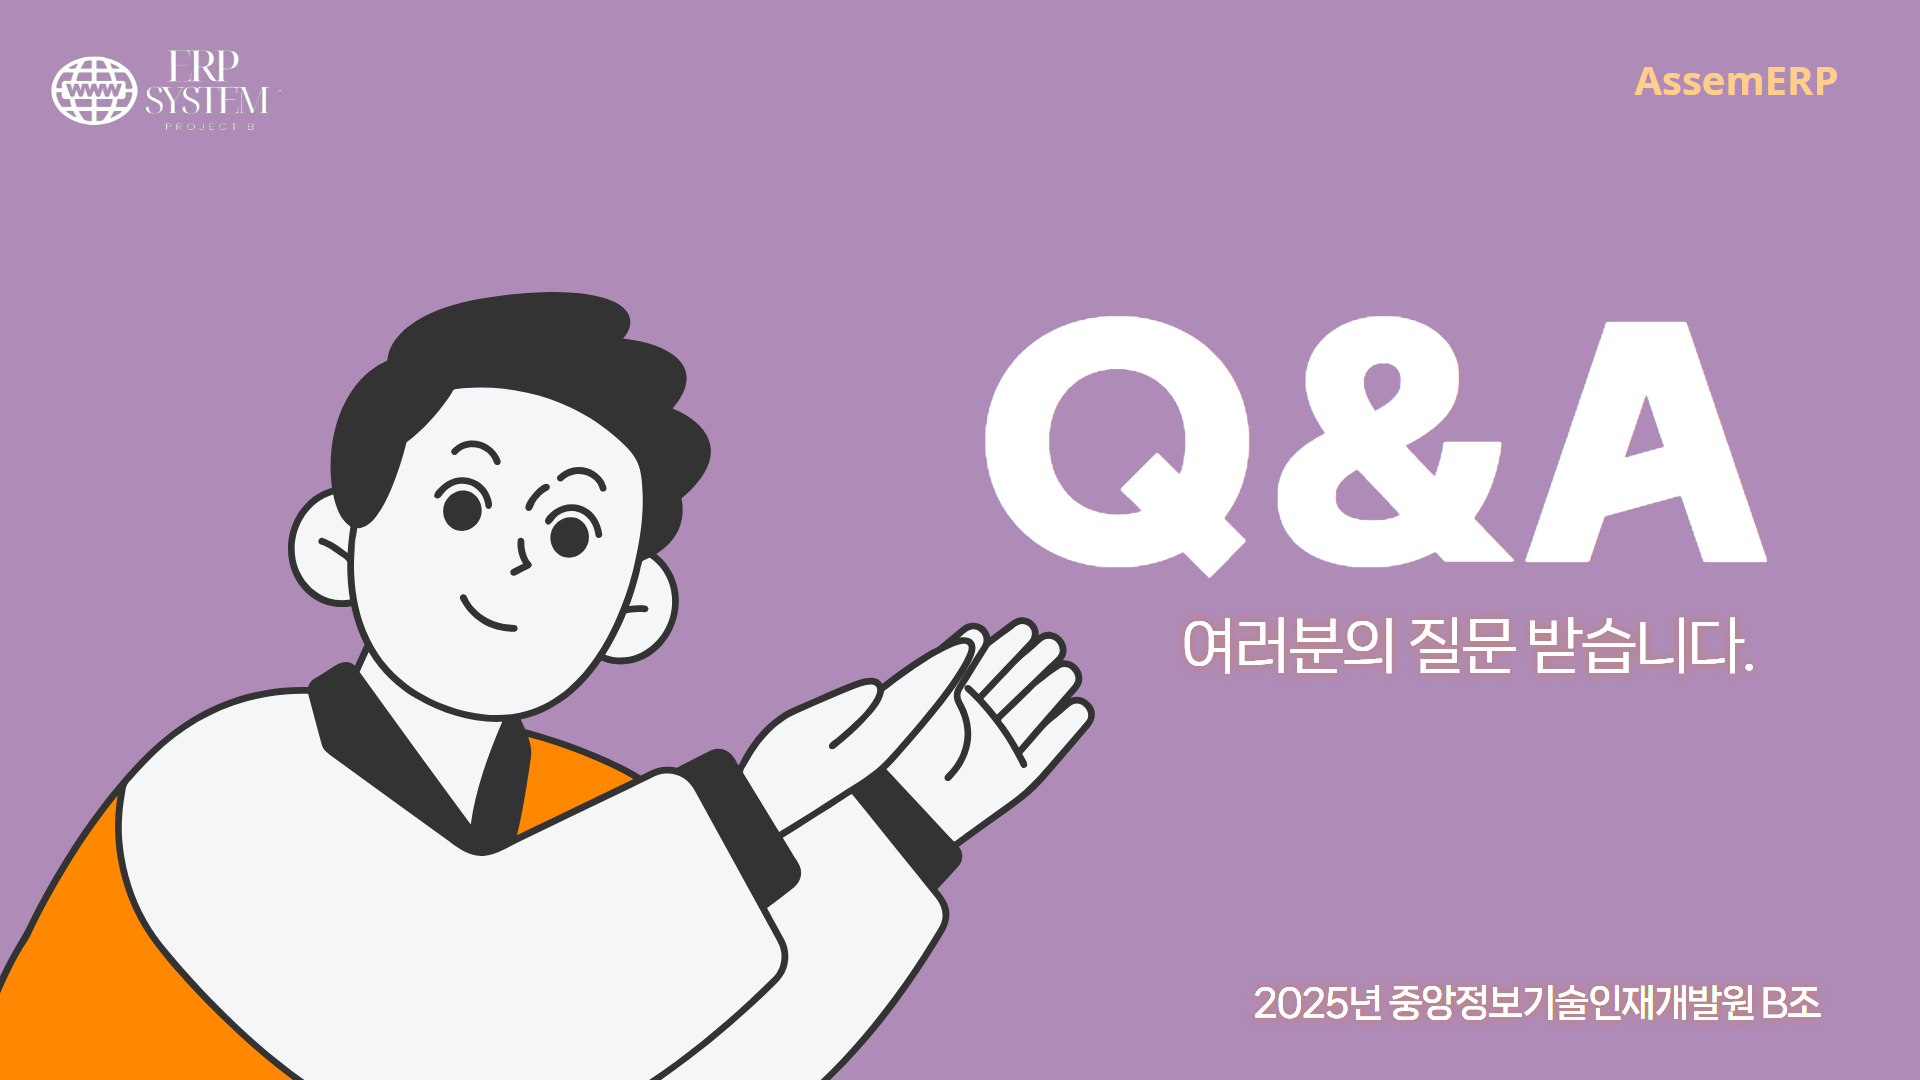 WWW
ERP
SYSTEM
PROJECT B
AssemERP
Q&A
여러분의 질문 받습니다.
2025년 중앙정보기술인재개발원 B조